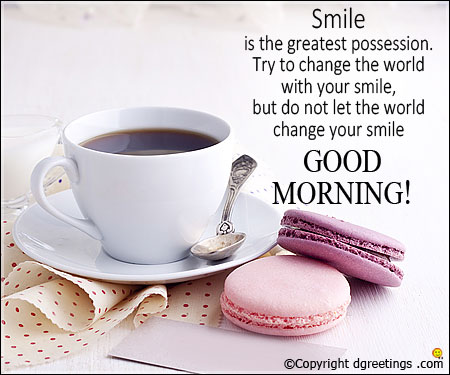 Smile
is the greatest possession.
Try to change the world
with your smile,
but do not let the world
change your smile
GOOD
MORNING!
©Copyright dgreetings .com